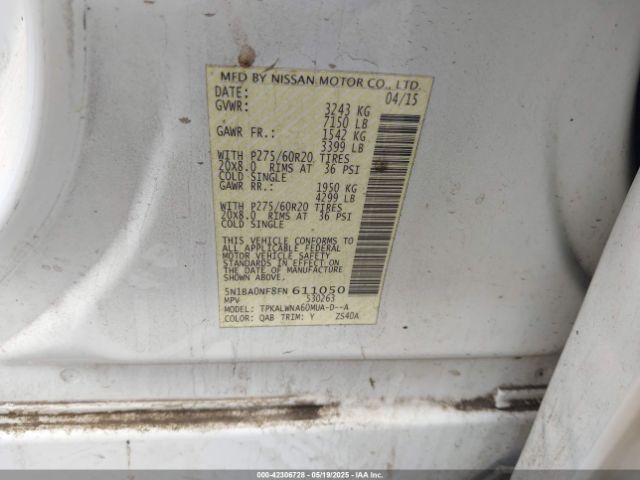 MFD BY NISSAN MOTOR CO., LTD.
DATE: 04/15
GVWR: 3243 KG
7150 LB
GAWR FR.: 1542 KG
3399 LB
WITH P275/60R20 TIRES
20x8.0 RIMS AT 36 PSI
COLD SINGLE
GAWR RR.: 1950 KG
4299 LB
WITH P275/60R20 TIRES
20x8.0 RIMS AT 36 PSI
COLD SINGLE
THIS VEHICLE CONFORMS TO
ALL APPLICABLE FEDERAL
MOTOR VEHICLE SAFETY
STANDARDS IN EFFECT ON THE
DATE OF MANUFACTURE
SHOWN ABOVE.
5N1BA0NF8FN 611050
MPV 530263
MODEL: TPKALWNA60MUA-D--A
COLOR: QAB TRIM: Y ZS40A
000-42306728 - 05/19/2025 - IAA Inc.